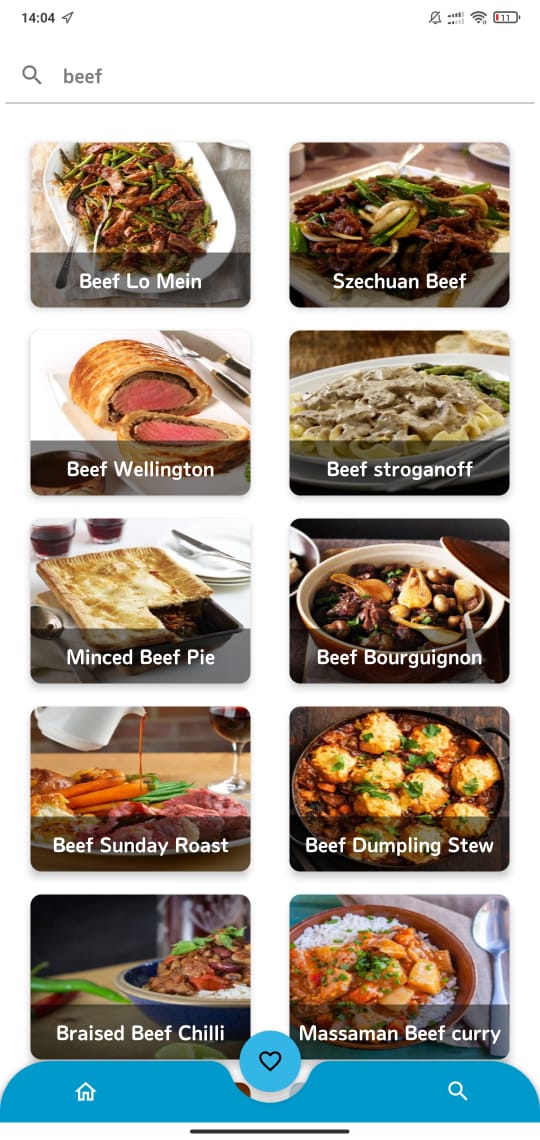 14:04
11
beef
Beef Lo Mein
Szechuan Beef
Beef Wellington
Beef stroganoff
Minced Beef Pie
Beef Bourguignon
Beef Sunday Roast
Beef Dumpling Stew
Braised Beef Chilli
Massaman Beef curry